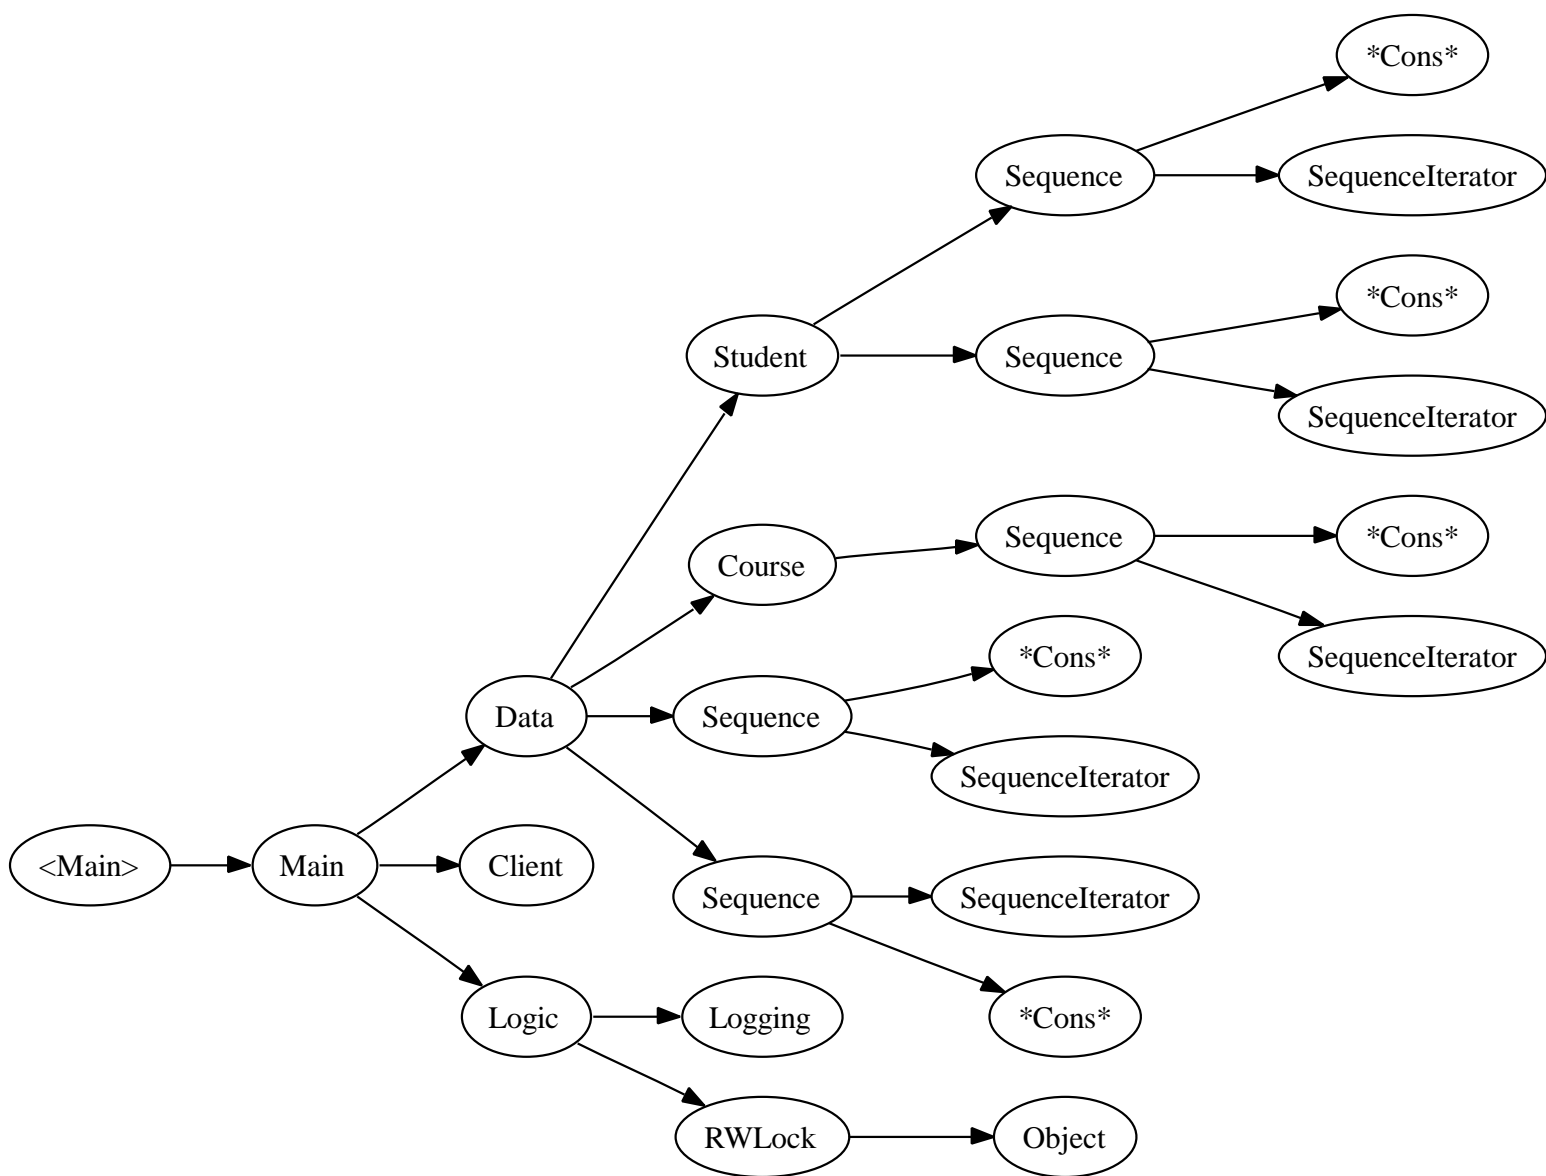 *Cons*
Sequence
SequenceIterator
*Cons*
Student
Sequence
SequenceIterator
Sequence
*Cons*
Course
*Cons*
SequenceIterator
Data
Sequence
SequenceIterator
<Main>
Main
Client
Sequence
SequenceIterator
Logic
Logging
*Cons*
RWLock
Object